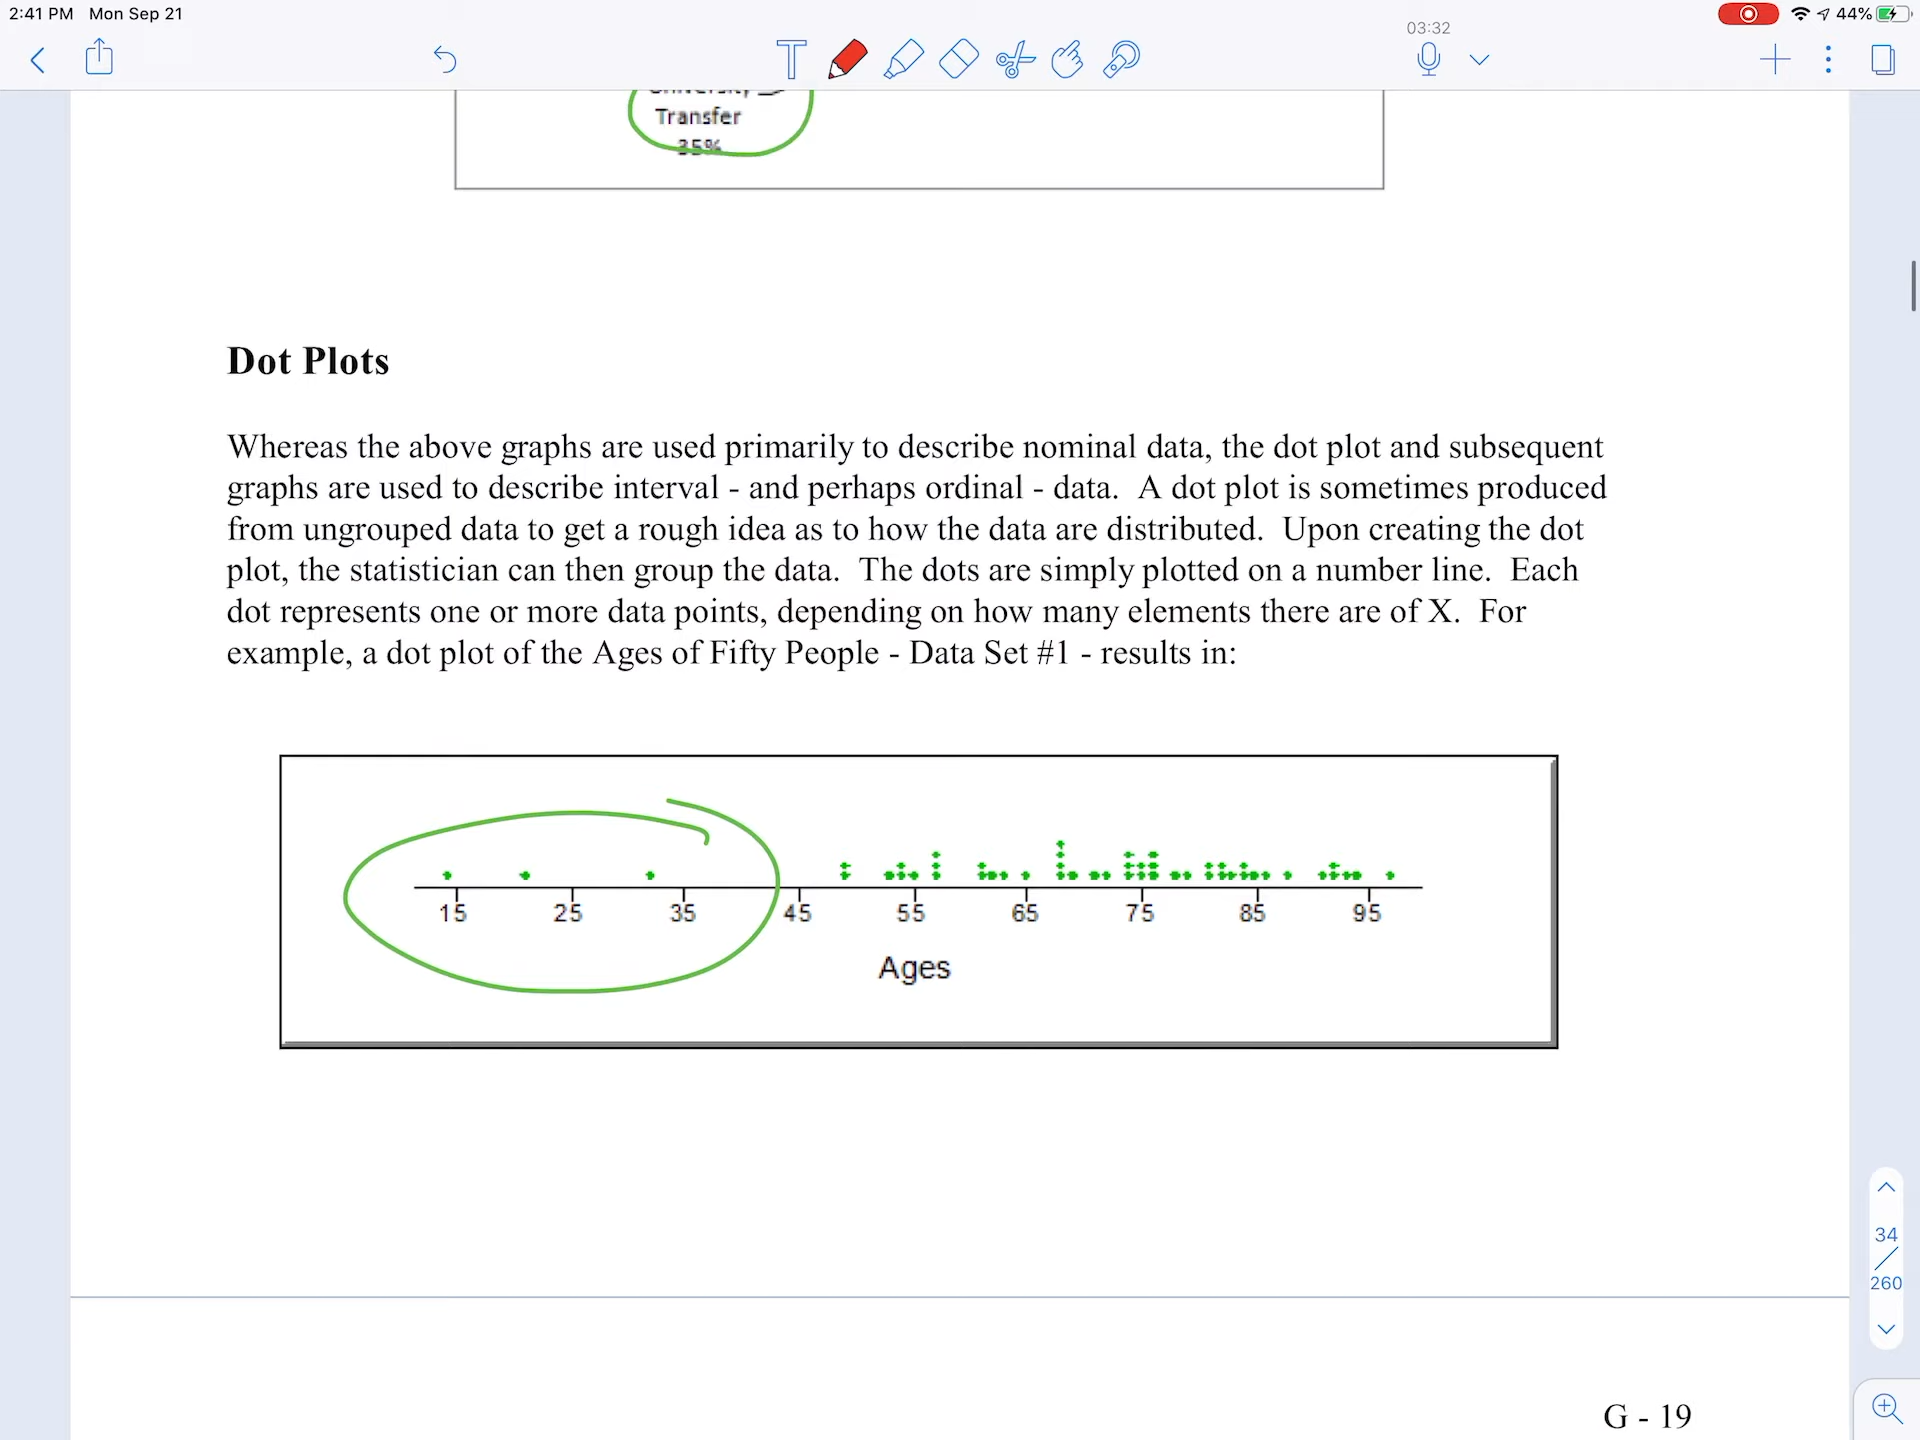 2:41 PM Mon Sep 21
44%
03:32
Transfer
35%
Dot Plots
Whereas the above graphs are used primarily to describe nominal data, the dot plot and subsequent
graphs are used to describe interval - and perhaps ordinal - data. A dot plot is sometimes produced
from ungrouped data to get a rough idea as to how the data are distributed. Upon creating the dot
plot, the statistician can then group the data. The dots are simply plotted on a number line. Each
dot represents one or more data points, depending on how many elements there are of X. For
example, a dot plot of the Ages of Fifty People - Data Set #1 - results in:
15 25 35 45 55 65 75 85 95
Ages
34
260
G - 19